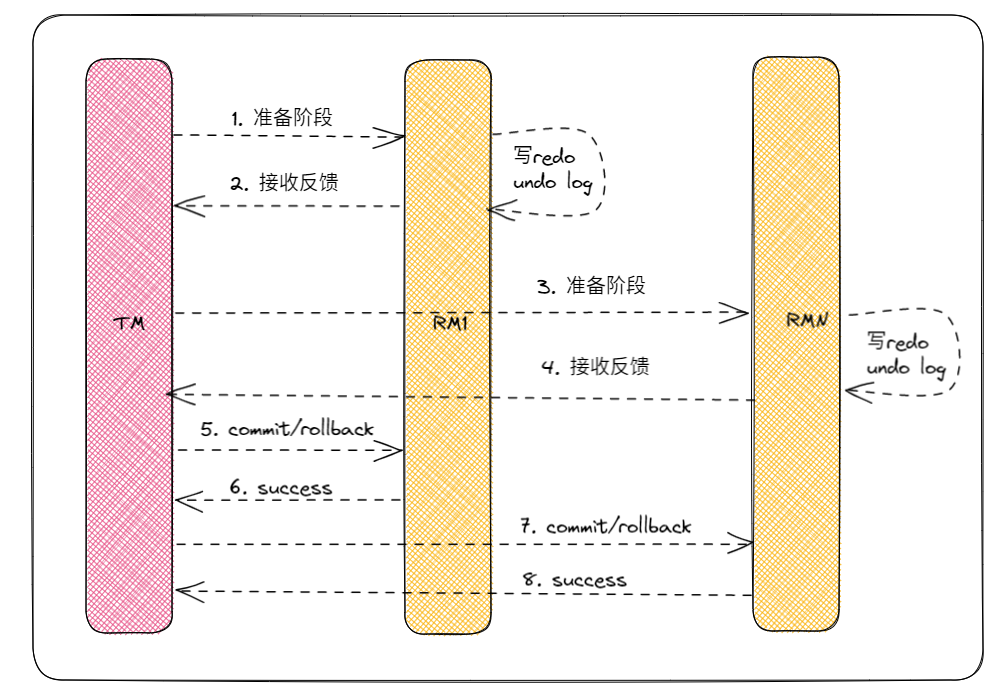 1. 准备阶段
写redo
undo log
2. 接收反馈
3. 准备阶段
TM
RM1
RMN
写redo
undo log
4. 接收反馈
5. commit/rollback
6. success
7. commit/rollback
8. success